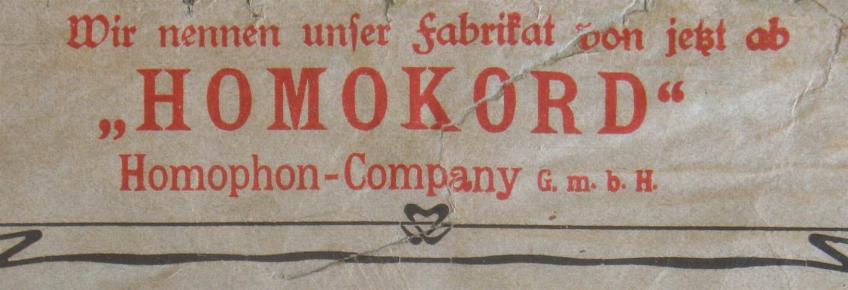 Wir nennen unser Fabrikat von jetzt ab
„HOMOKORD“
Homophon-Company G. m. b. H.